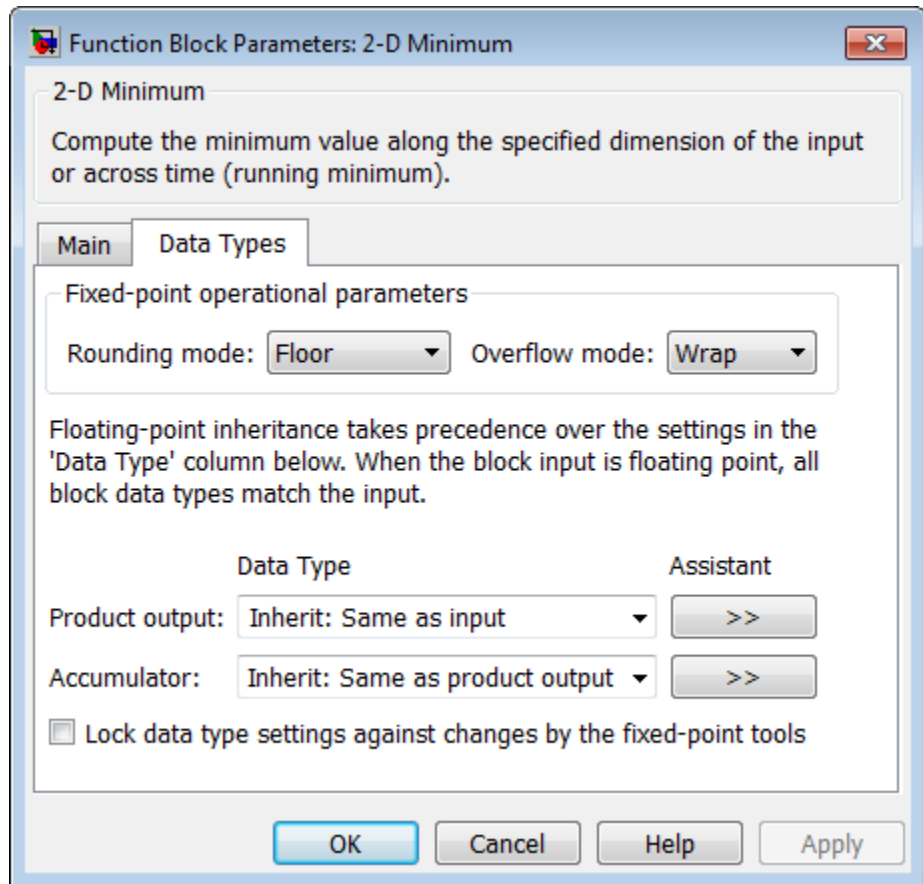 Function Block Parameters: 2-D Minimum
2-D Minimum
Compute the minimum value along the specified dimension of the input
or across time (running minimum).
Main Data Types
Fixed-point operational parameters
Rounding mode: Floor Overflow mode: Wrap
Floating-point inheritance takes precedence over the settings in the
'Data Type' column below. When the block input is floating point, all
block data types match the input.
Data Type Assistant
Product output: Inherit: Same as input >>
Accumulator: Inherit: Same as product output >>
Lock data type settings against changes by the fixed-point tools
OK Cancel Help Apply